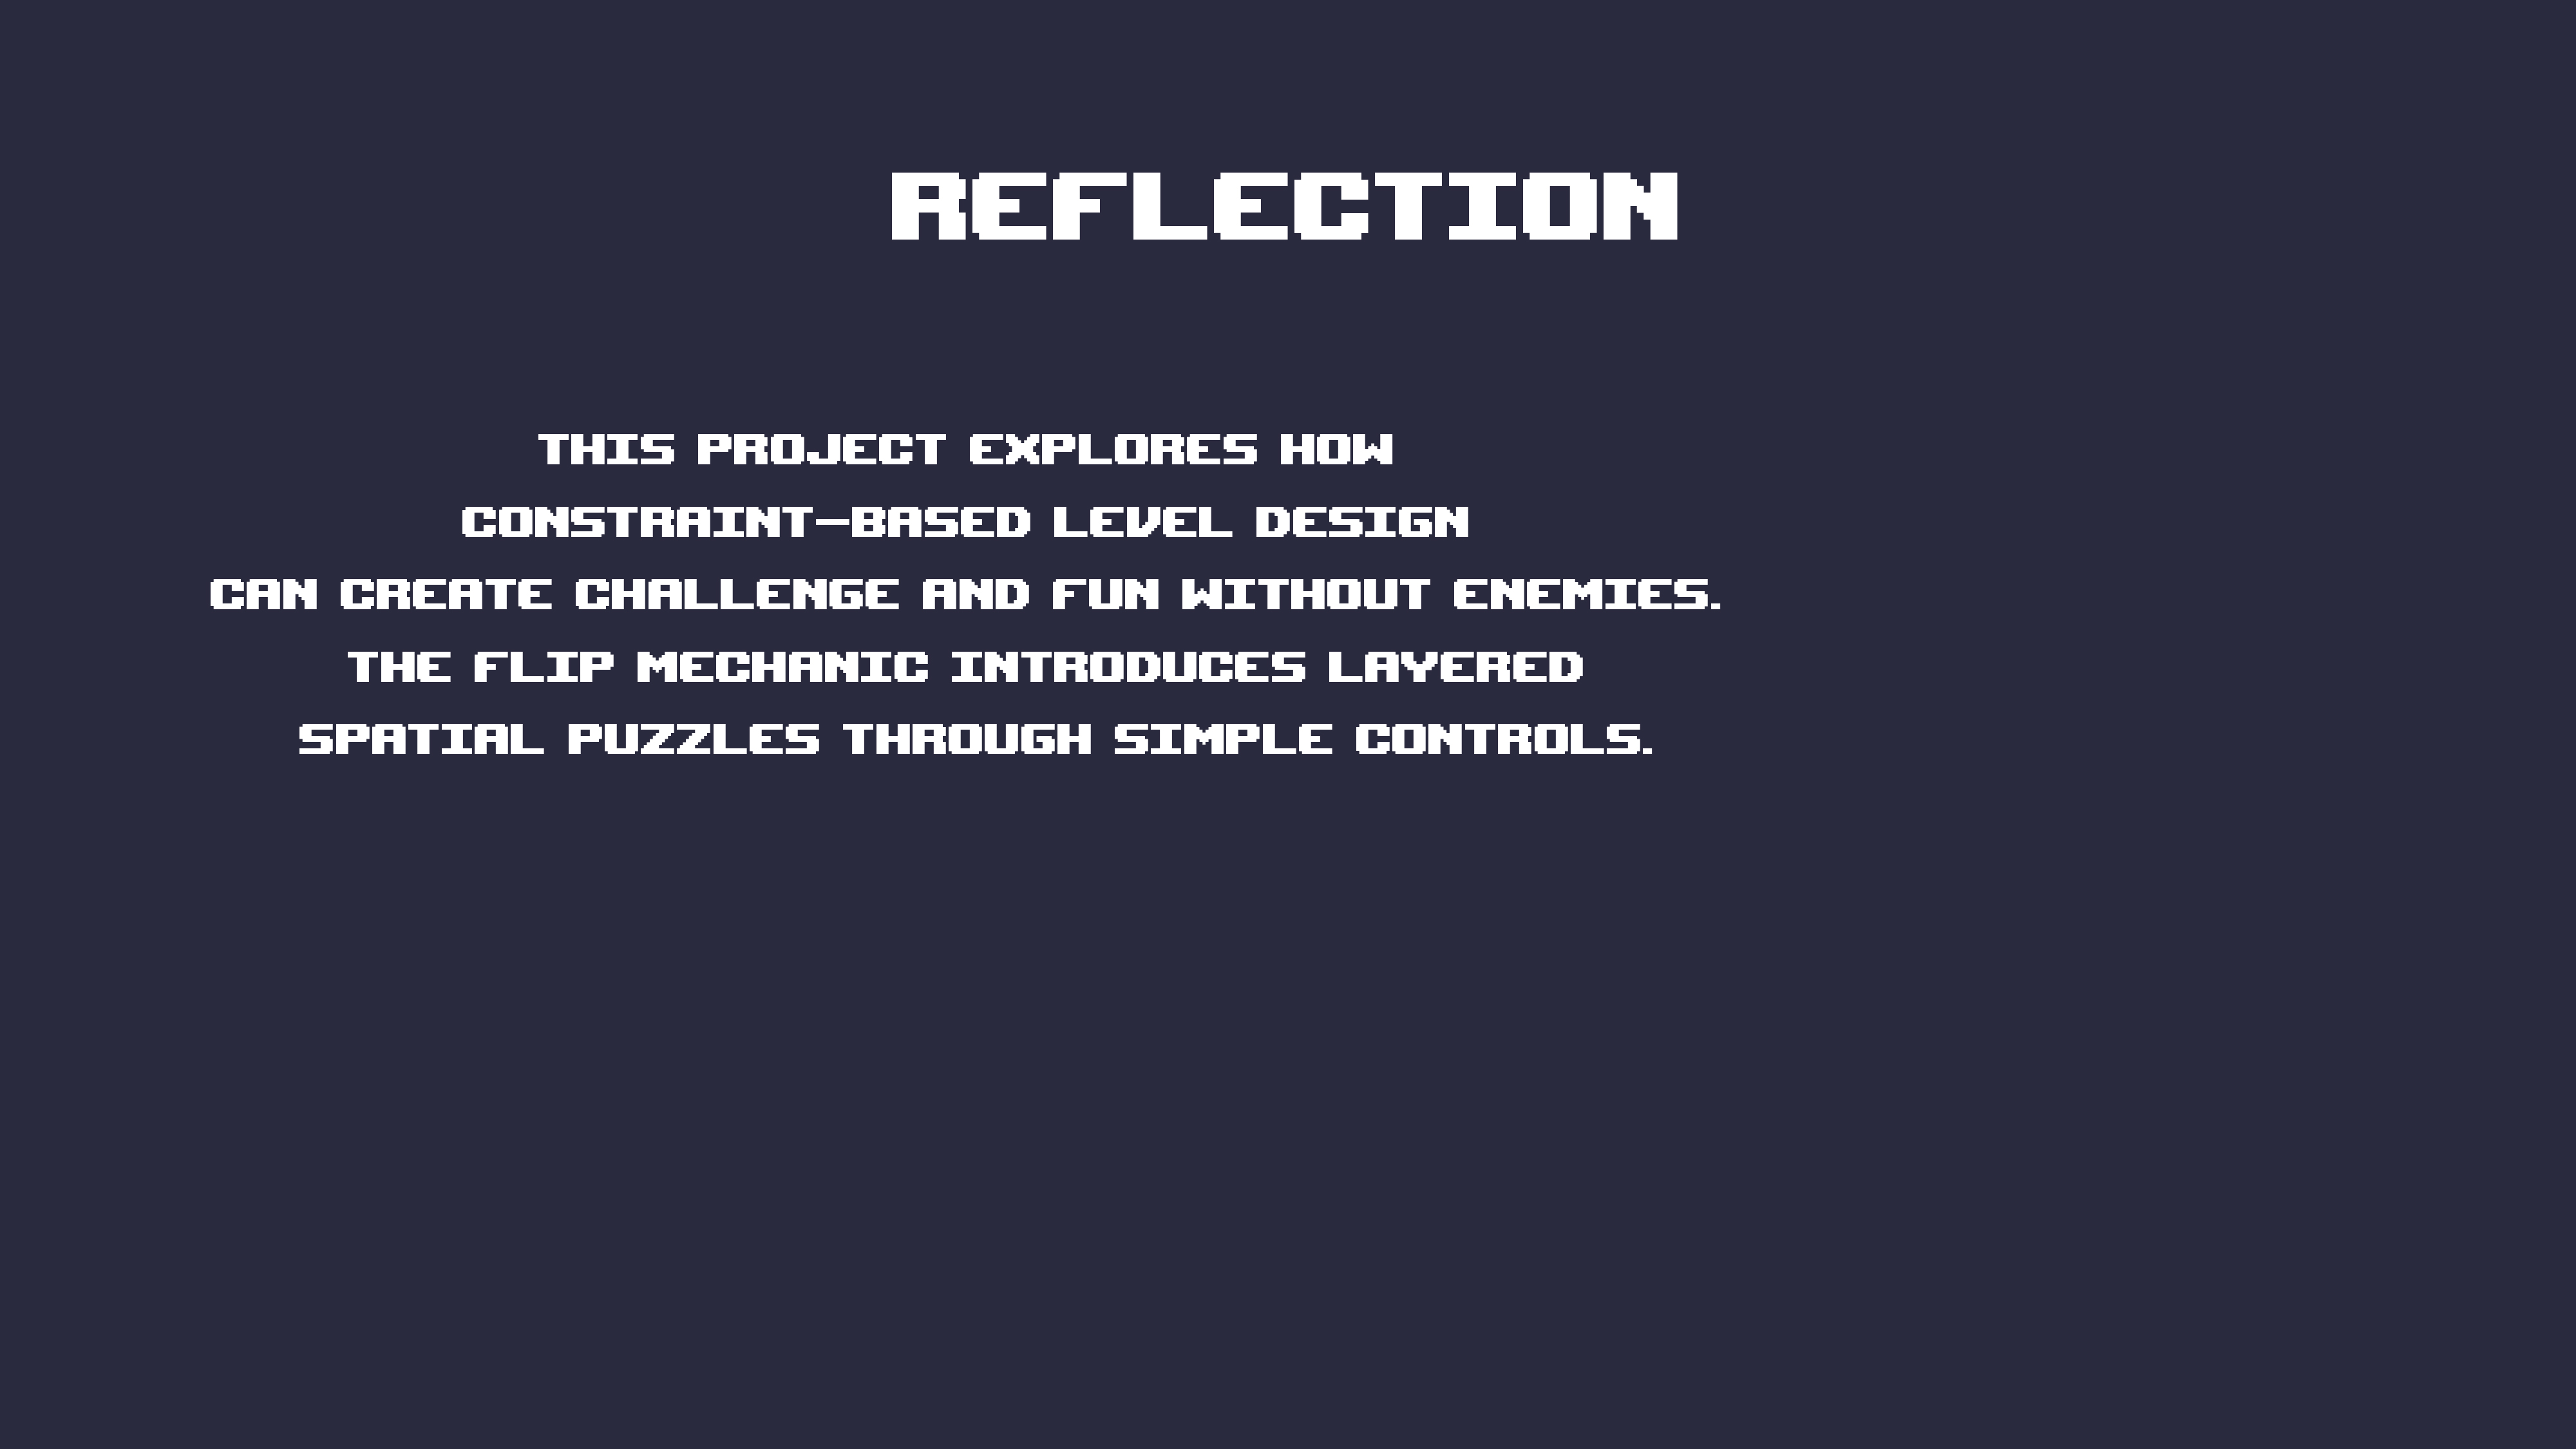 REFLECTION
THIS PROJECT EXPLORES HOW
CONSTRAINT-BASED LEVEL DESIGN
CAN CREATE CHALLENGE AND FUN WITHOUT ENEMIES.
THE FLIP MECHANIC INTRODUCES LAYERED
SPATIAL PUZZLES THROUGH SIMPLE CONTROLS.